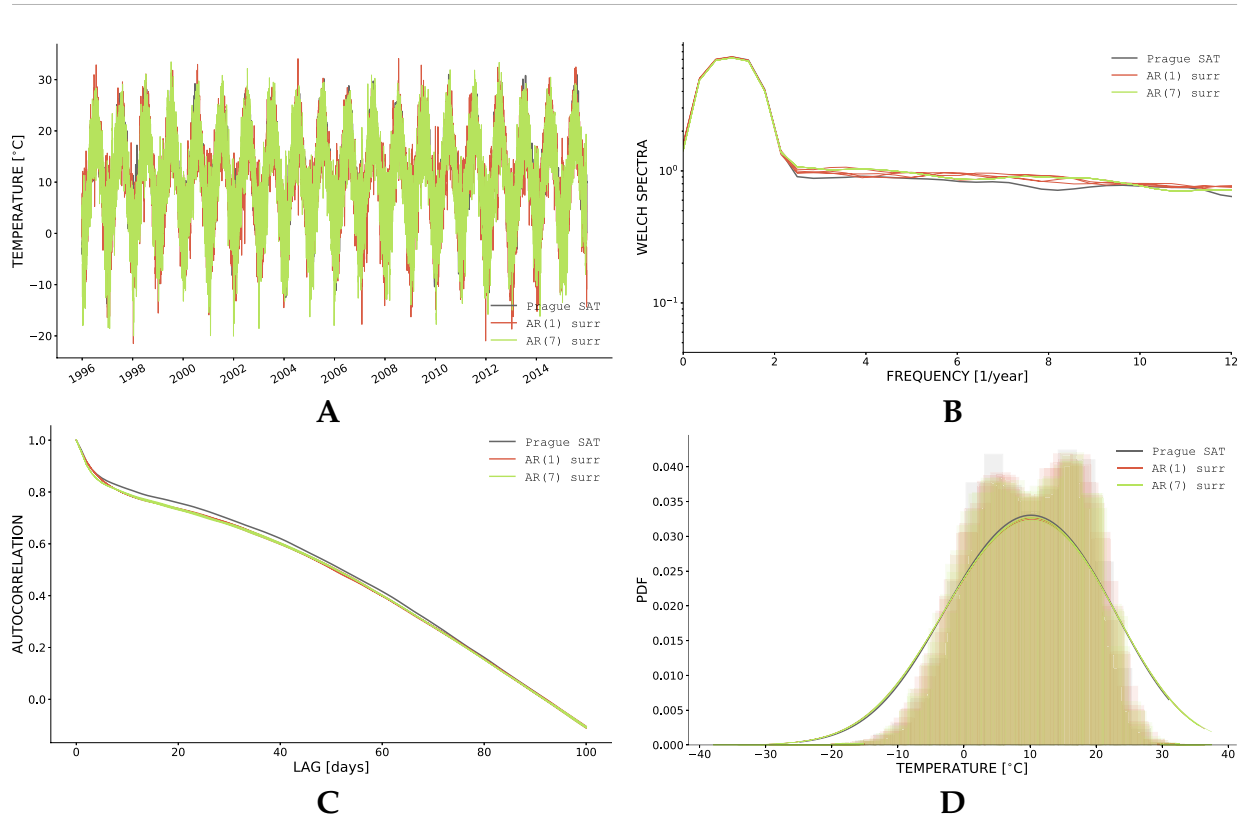 30
20
10
0
−10
−20
TEMPERATURE [°C]
1996
1998
2000
2002
2004
2006
2008
2010
2012
2014
Prague SAT
AR(1) surr
AR(7) surr
A
10⁰
10⁻¹
WELCH SPECTRA
0
2
4
6
8
10
12
FREQUENCY [1/year]
Prague SAT
AR(1) surr
AR(7) surr
B
1.0
0.8
0.6
0.4
0.2
0.0
AUTOCORRELATION
0
20
40
60
80
100
LAG [days]
Prague SAT
AR(1) surr
AR(7) surr
C
0.040
0.035
0.030
0.025
0.020
0.015
0.010
0.005
0.000
PDF
−40
−30
−20
−10
0
10
20
30
40
TEMPERATURE [°C]
Prague SAT
AR(1) surr
AR(7) surr
D